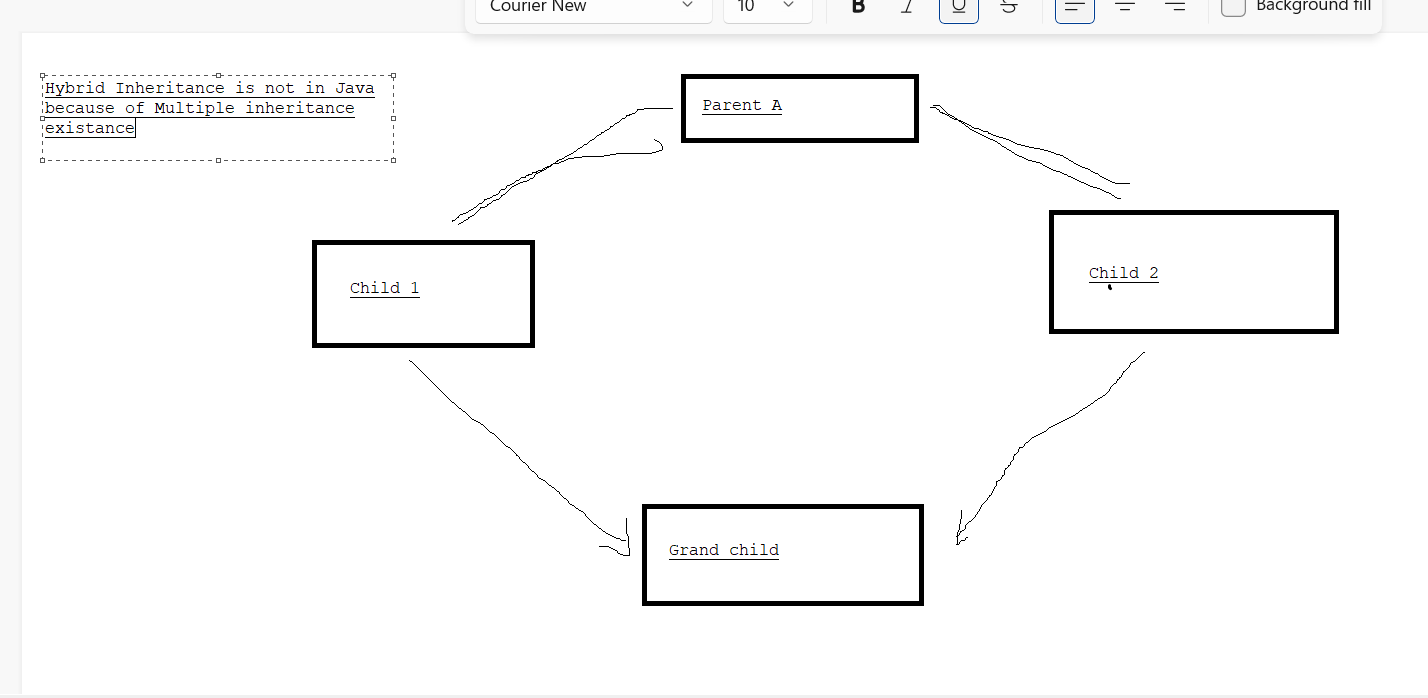 Courier New 10 B I U S Background fill
Hybrid Inheritance is not in Java
because of Multiple inheritance
existance
Parent A
Child 1
Child 2
Grand child